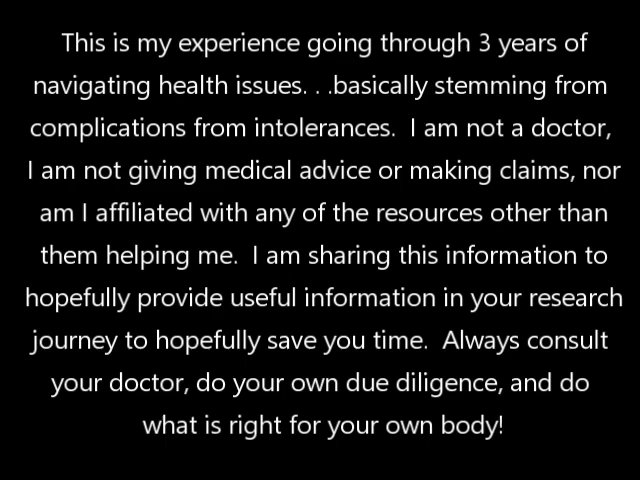 This is my experience going through 3 years of
navigating health issues. . .basically stemming from
complications from intolerances.  I am not a doctor,
I am not giving medical advice or making claims, nor
am I affiliated with any of the resources other than
them helping me.  I am sharing this information to
hopefully provide useful information in your research
journey to hopefully save you time.  Always consult
your doctor, do your own due diligence, and do
what is right for your own body!